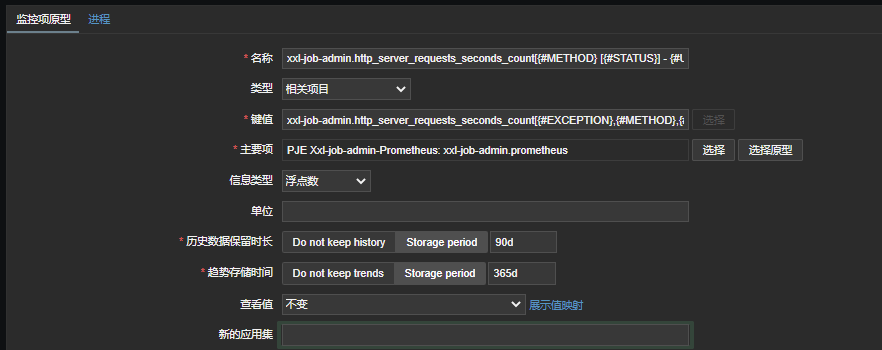 监控项原型 进程
* 名称 xxl-job-admin.http_server_requests_seconds_count[{#METHOD} [{#STATUS}] - {#U
类型 相关项目
* 键值 xxl-job-admin.http_server_requests_seconds_count[{#EXCEPTION},{#METHOD},{# 选择
* 主要项 PJE Xxl-job-admin-Prometheus: xxl-job-admin.prometheus 选择 选择原型
信息类型 浮点数
单位
* 历史数据保留时长 Do not keep history Storage period 90d
* 趋势存储时间 Do not keep trends Storage period 365d
查看值 不变 展示值映射
新的应用集